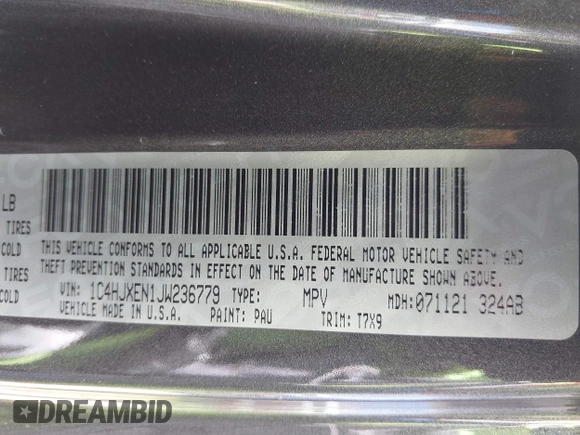 LB
TIRES
COLD
TIRES
COLD
THIS VEHICLE CONFORMS TO ALL APPLICABLE U.S.A. FEDERAL MOTOR VEHICLE SAFETY AND
THEFT PREVENTION STANDARDS IN EFFECT ON THE DATE OF MANUFACTURE SHOWN ABOVE.
VIN: 1C4HJXEN1JW236779 TYPE: MPV MDH:071121 324AB
VEHICLE MADE IN U.S.A. PAINT: PAU TRIM: T7X9
DREAMBID